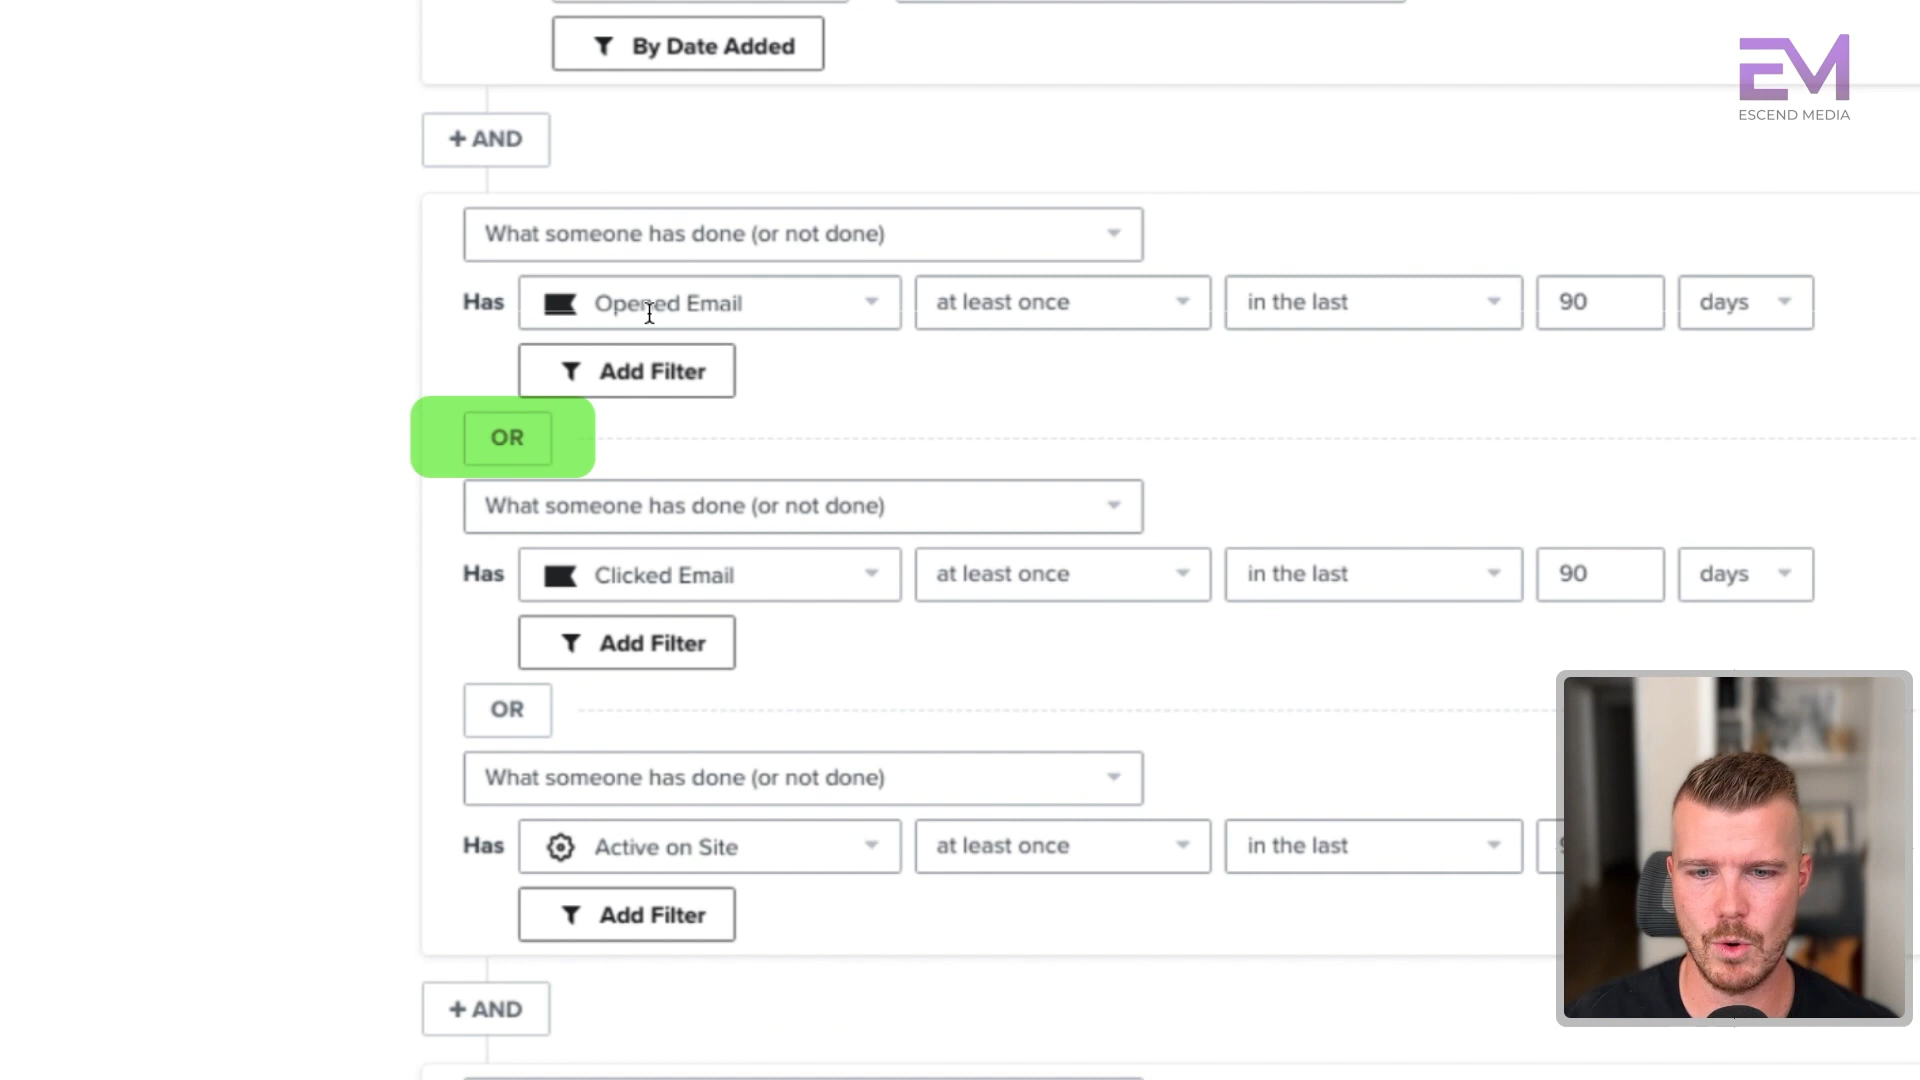 By Date Added
EM
ESCEND MEDIA
+ AND
What someone has done (or not done)
Has Opened Email at least once in the last 90 days
Add Filter
OR
What someone has done (or not done)
Has Clicked Email at least once in the last 90 days
Add Filter
OR
What someone has done (or not done)
Has Active on Site at least once in the last
Add Filter
+ AND